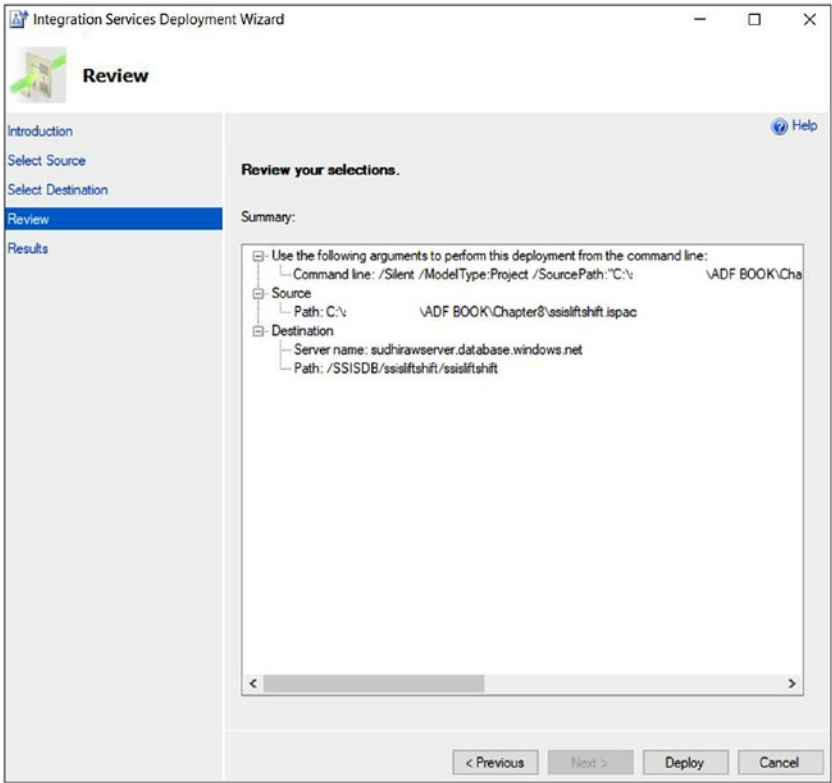 Integration Services Deployment Wizard
Review
Help
Introduction
Select Source
Select Destination
Review
Results
Review your selections.
Summary:
Use the following arguments to perform this deployment from the command line:
Command line: /Silent /ModelType:Project /SourcePath:"C:\ \ADF BOOK\Cha
Source
Path: C:\ \ADF BOOK\Chapter8\ssisliftshift.ispac
Destination
Server name: sudhirawserver.database.windows.net
Path: /SSISDB/ssisliftshift/ssisliftshift
< Previous Next > Deploy Cancel